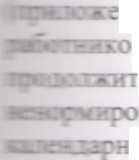 приложе
работнико
продолжит
ненормиро
календарн